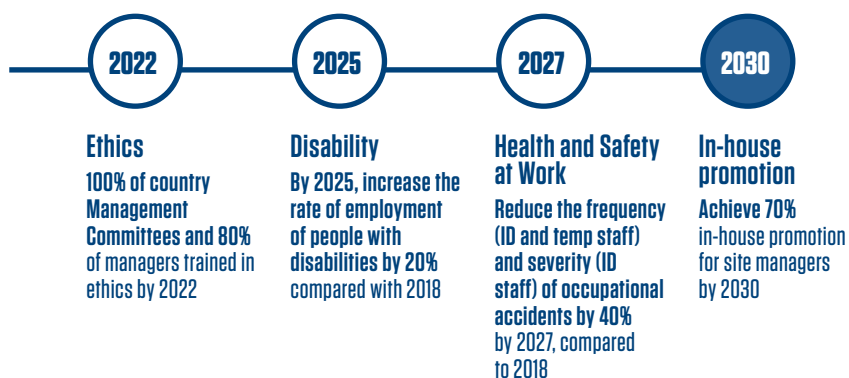 2022
2025
2027
2030
Ethics
100% of country
Management
Committees and 80%
of managers trained in
ethics by 2022
Disability
By 2025, increase the
rate of employment
of people with
disabilities by 20%
compared with 2018
Health and Safety
at Work
Reduce the frequency
(ID and temp staff)
and severity (ID
staff) of occupational
accidents by 40%
by 2027, compared
to 2018
In-house
promotion
Achieve 70%
in-house promotion
for site managers
by 2030